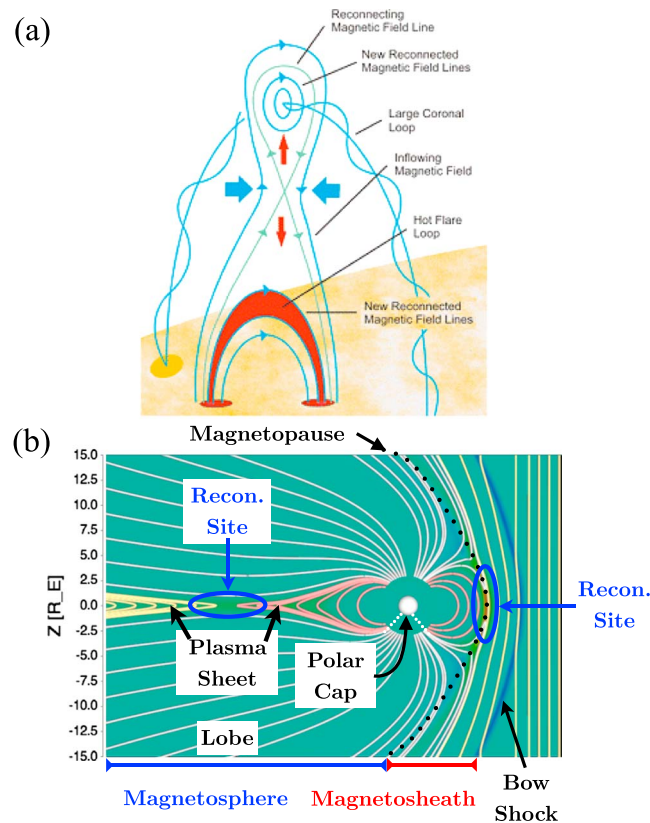 (a)
Reconnecting
Magnetic Field Line
New Reconnected
Magnetic Field Lines
Large Coronal
Loop
Inflowing
Magnetic Field
Hot Flare
Loop
New Reconnected
Magnetic Field Lines
(b)
Magnetopause
15.0
12.5
10.0
7.5
5.0
2.5
0.0
-2.5
-5.0
-7.5
-10.0
-12.5
-15.0
Z [R_E]
Recon.
Site
Plasma
Sheet
Polar
Cap
Lobe
Recon.
Site
Bow
Shock
Magnetosphere
Magnetosheath